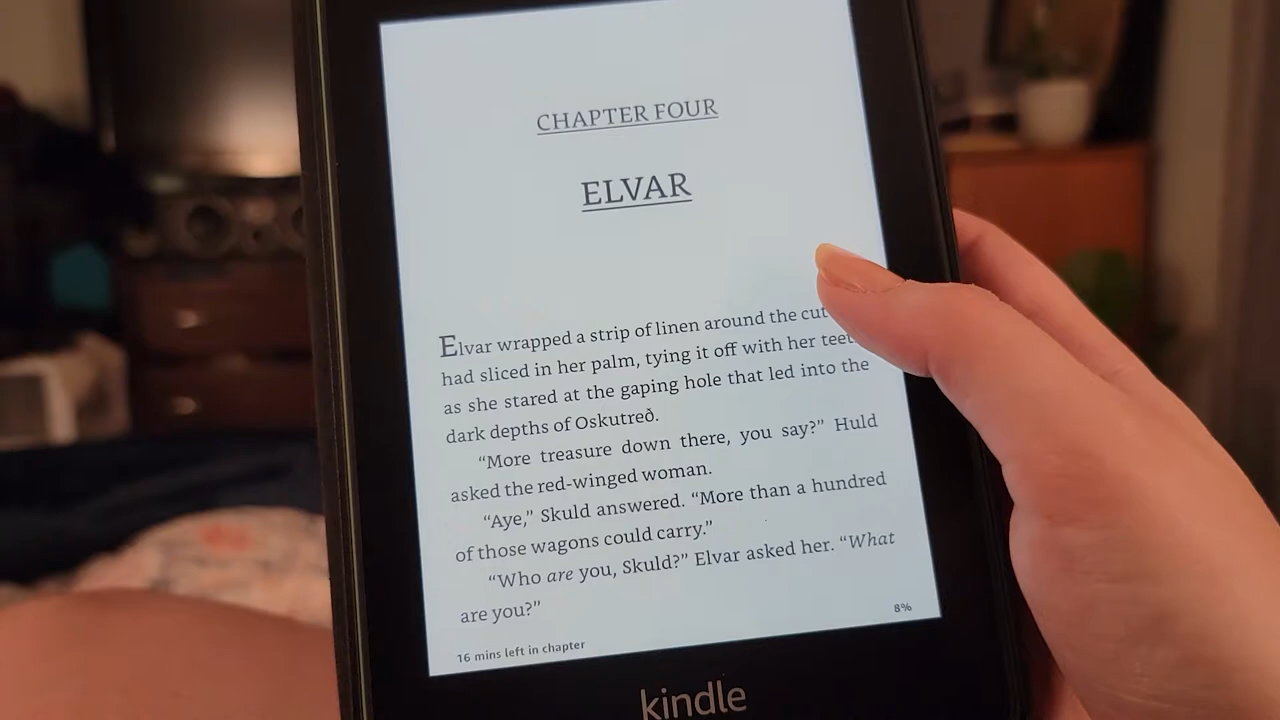 CHAPTER FOUR
ELVAR
Elvar wrapped a strip of linen around the cut
had sliced in her palm, tying it off with her teet
as she stared at the gaping hole that led into the
dark depths of Oskutreð.
“More treasure down there, you say?” Huld
asked the red-winged woman.
“Aye,” Skuld answered. “More than a hundred
of those wagons could carry.”
“Who are you, Skuld?” Elvar asked her. “What
are you?”
8%
16 mins left in chapter
kindle